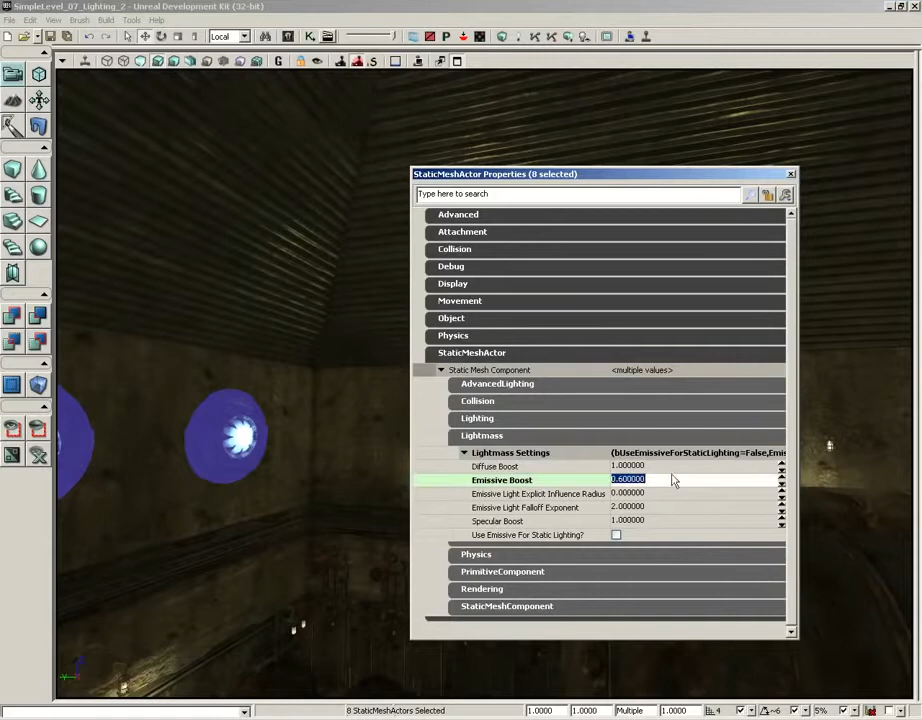 SimpleLevel_07_Lighting_2 - Unreal Development Kit (32-bit)
File Edit View Brush Build Tools Help
Local
StaticMeshActor Properties (8 selected)
Type here to search
Advanced
Attachment
Collision
Debug
Display
Movement
Object
Physics
StaticMeshActor
Static Mesh Component <multiple values>
AdvancedLighting
Collision
Lighting
Lightmass
Lightmass Settings (bUseEmissiveForStaticLighting=False,Emis
Diffuse Boost 1.000000
Emissive Boost 0.600000
Emissive Light Explicit Influence Radius 0.000000
Emissive Light Falloff Exponent 2.000000
Specular Boost 1.000000
Use Emissive For Static Lighting?
Physics
PrimitiveComponent
Rendering
StaticMeshComponent
8 StaticMeshActors Selected 1.0000 1.0000 Multiple 1.0000 4 ~6 5%